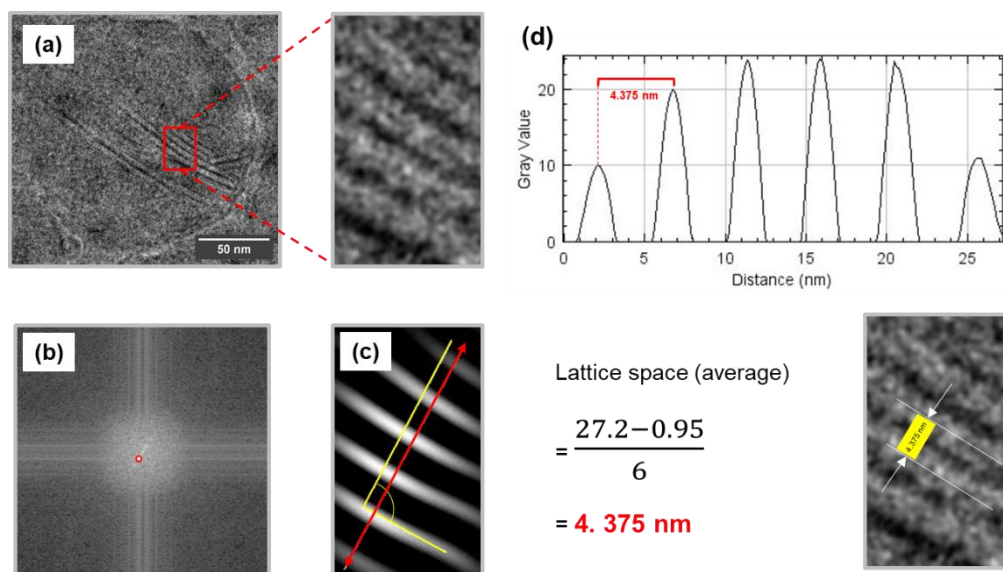 (a)
50 nm
(d)
Gray Value
20
10
0
4.375 nm
0 5 10 15 20 25
Distance (nm)
(b)
(c)
Lattice space (average)
= 27.2−0.95
6
= 4. 375 nm
4.375 nm